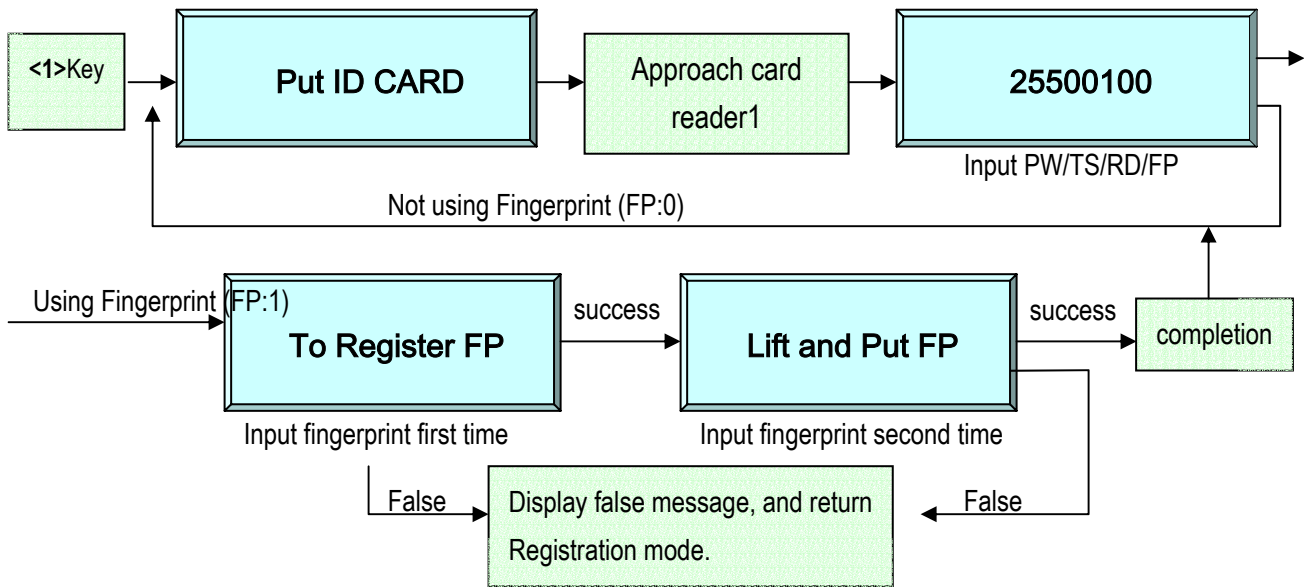 <1>Key
Put ID CARD
Approach card
reader1
25500100
Input PW/TS/RD/FP
Not using Fingerprint (FP:0)
Using Fingerprint (FP:1)
To Register FP
success
Lift and Put FP
success
completion
Input fingerprint first time
Input fingerprint second time
False
Display false message, and return
Registration mode.
False